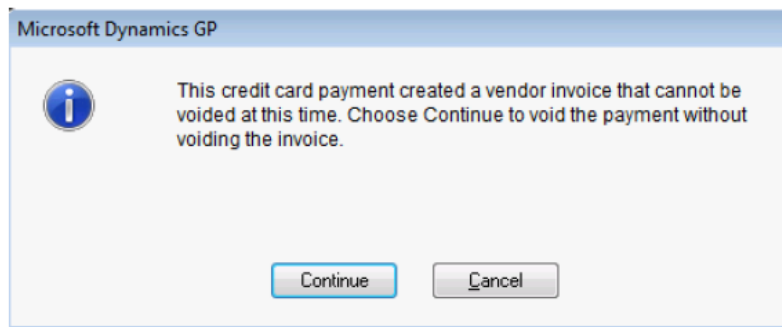 Microsoft Dynamics GP
This credit card payment created a vendor invoice that cannot be
voided at this time. Choose Continue to void the payment without
voiding the invoice.
Continue
Cancel